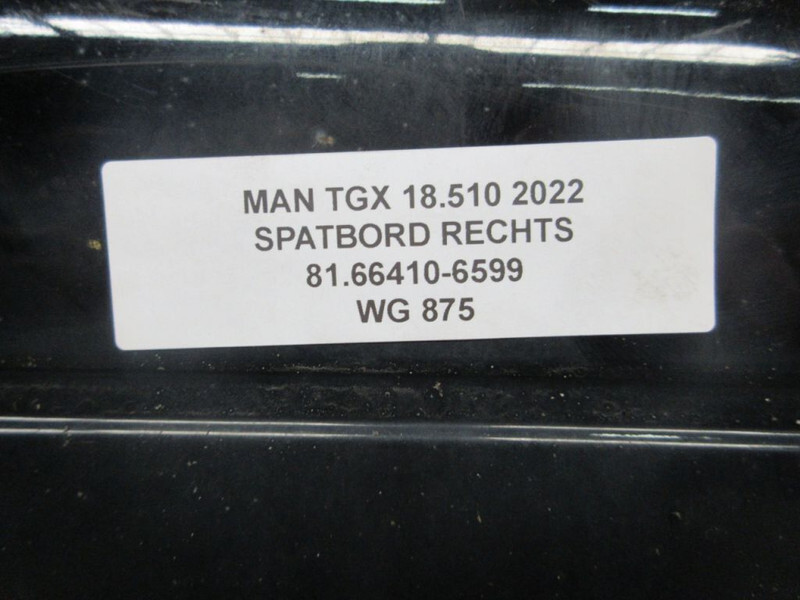 MAN TGX 18.510 2022
SPATBORD RECHTS
81.66410-6599
WG 875